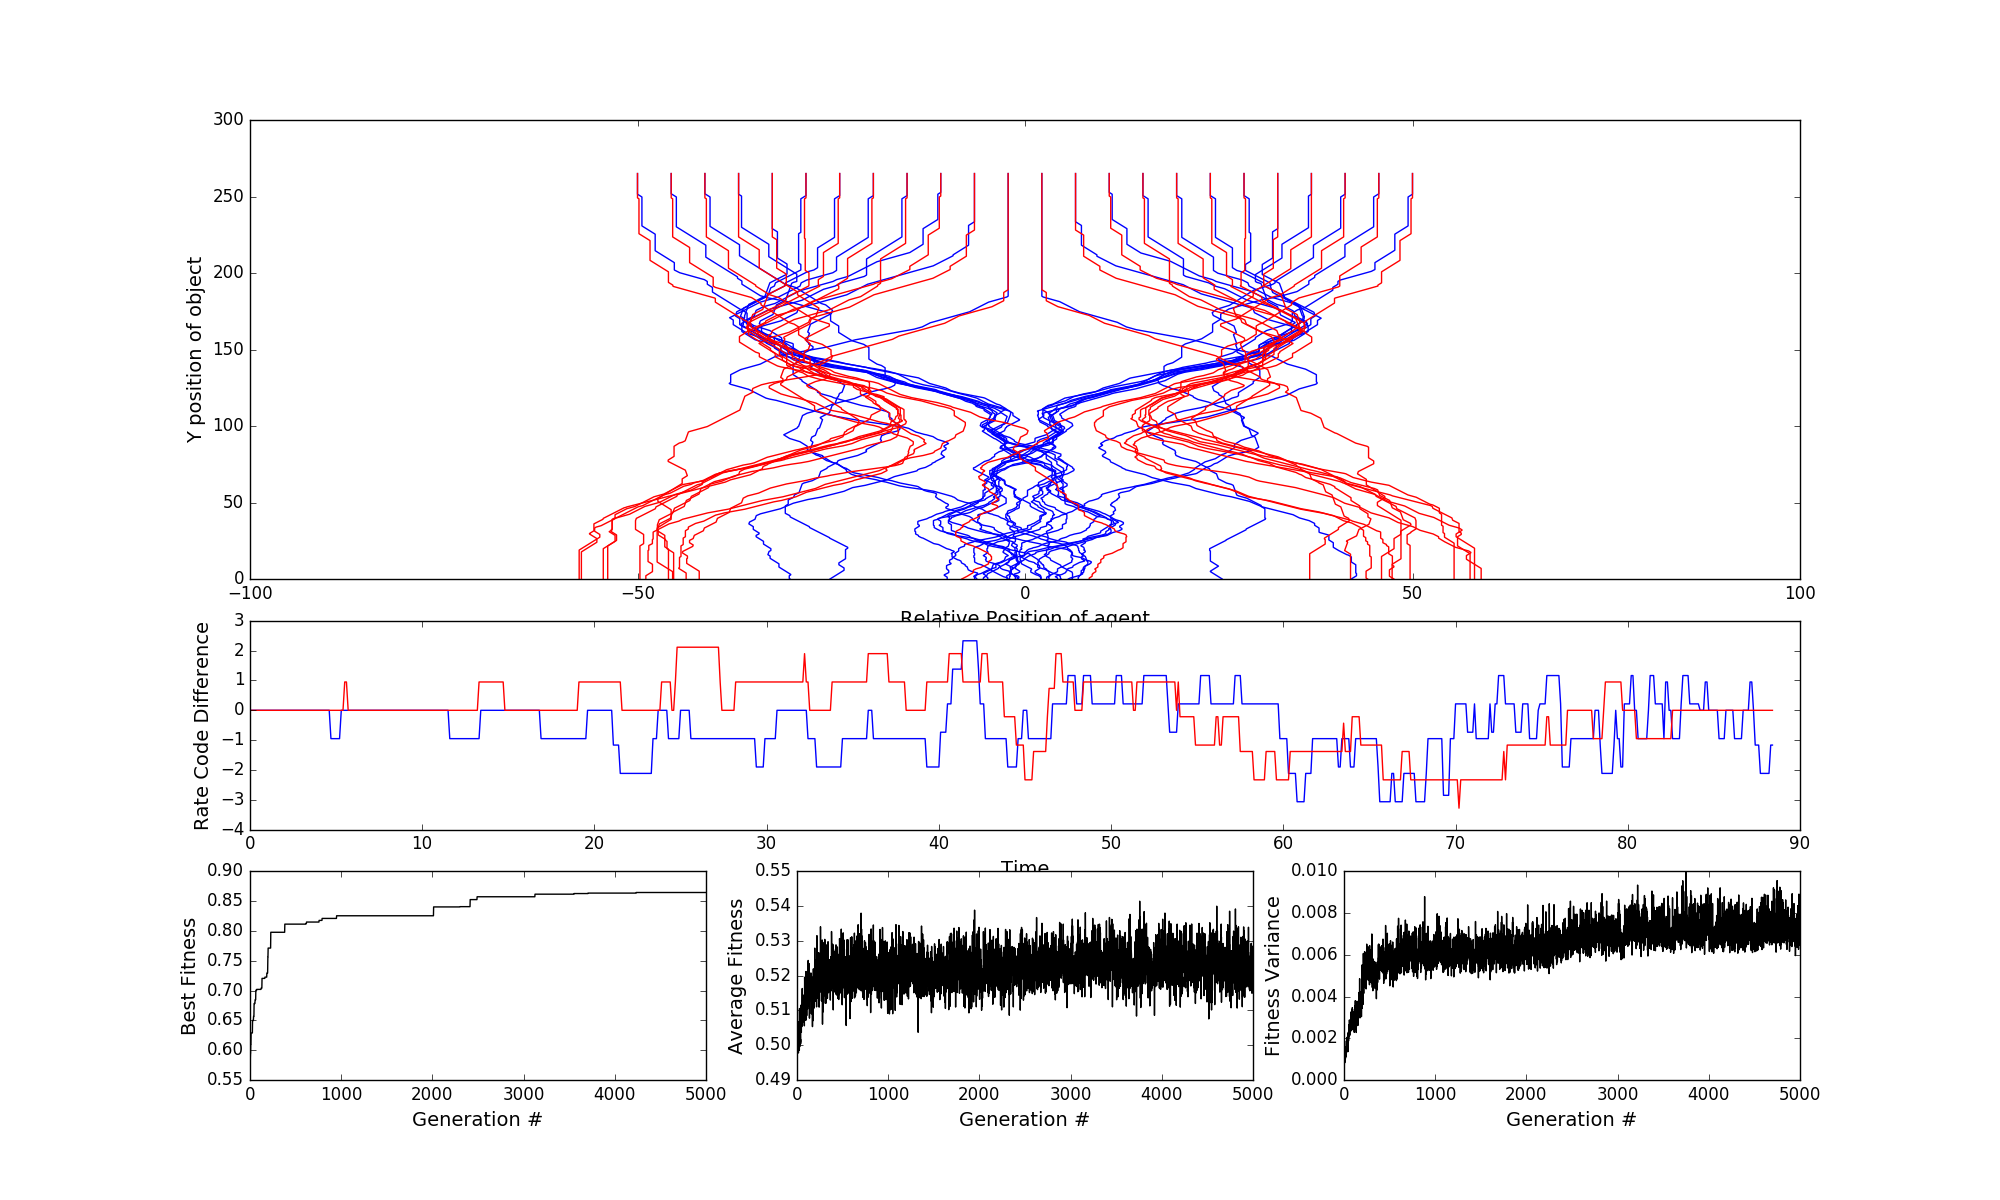 300
250
200
150
100
50
0
Y position of object
−100 −50 0 50 100
Relative Position of agent
3
2
1
0
−1
−2
−3
−4
Rate Code Difference
0 10 20 30 40 50 60 70 80 90
Time
0.90
0.85
0.80
0.75
0.70
0.65
0.60
0.55
Best Fitness
0 1000 2000 3000 4000 5000
Generation #
0.55
0.54
0.53
0.52
0.51
0.50
0.49
Average Fitness
0 1000 2000 3000 4000 5000
Generation #
0.010
0.008
0.006
0.004
0.002
0.000
Fitness Variance
0 1000 2000 3000 4000 5000
Generation #